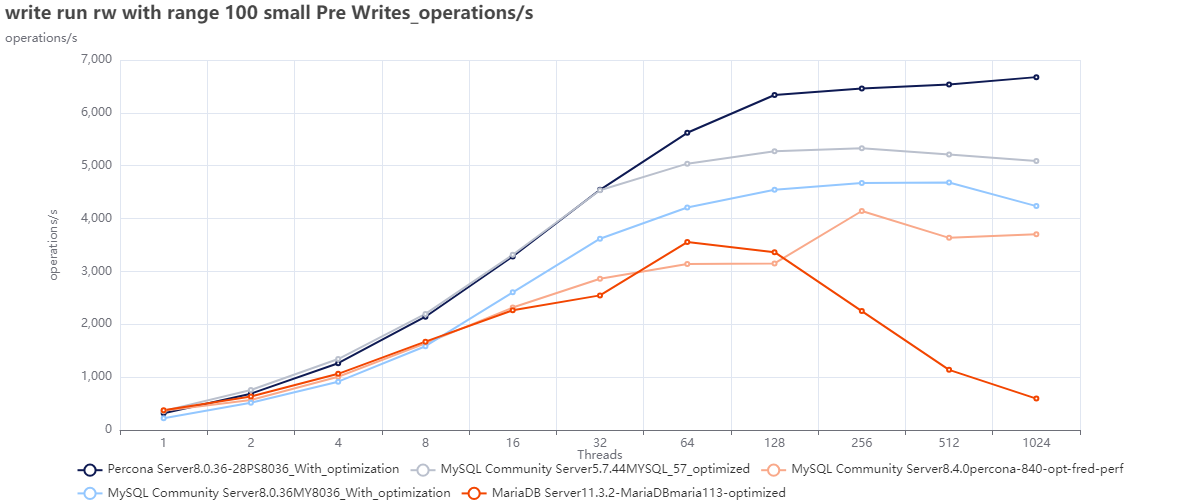 write run rw with range 100 small Pre Writes_operations/s
operations/s
7,000
6,000
5,000
4,000
3,000
2,000
1,000
0
operations/s
1 2 4 8 16 32 64 128 256 512 1024
Threads
Percona Server8.0.36-28PS8036_With_optimization MySQL Community Server5.7.44MYSQL_57_optimized MySQL Community Server8.4.0percona-840-opt-fred-perf
MySQL Community Server8.0.36MY8036_With_optimization MariaDB Server11.3.2-MariaDBmaria113-optimized